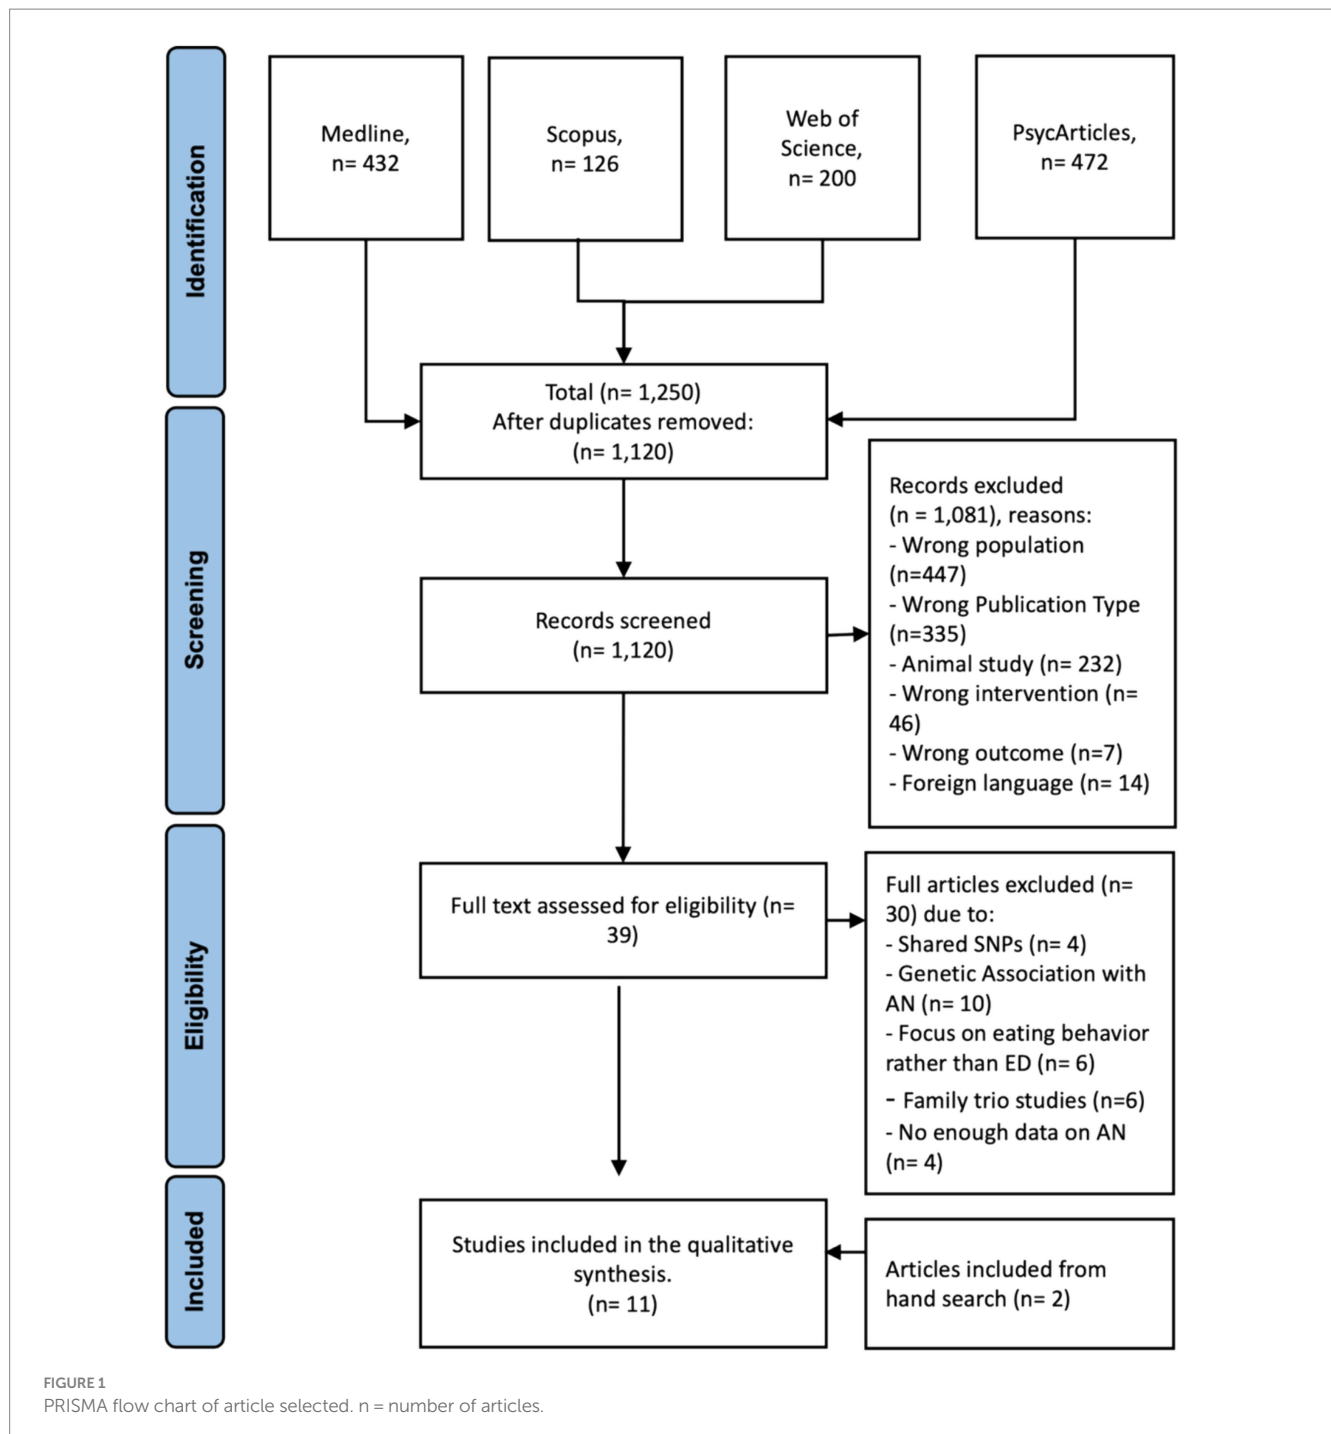 Identification
Medline,
n= 432
Scopus,
n= 126
Web of
Science,
n= 200
PsycArticles,
n= 472
Total (n= 1,250)
After duplicates removed:
(n= 1,120)
Screening
Records screened
(n= 1,120)
Records excluded
(n = 1,081), reasons:
- Wrong population
(n=447)
- Wrong Publication Type
(n=335)
- Animal study (n= 232)
- Wrong intervention (n=
46)
- Wrong outcome (n=7)
- Foreign language (n= 14)
Eligibility
Full text assessed for eligibility (n=
39)
Full articles excluded (n=
30) due to:
- Shared SNPs (n= 4)
- Genetic Association with
AN (n= 10)
- Focus on eating behavior
rather than ED (n= 6)
- Family trio studies (n=6)
- No enough data on AN
(n= 4)
Included
Studies included in the qualitative
synthesis.
(n= 11)
Articles included from
hand search (n= 2)
FIGURE 1
PRISMA flow chart of article selected. n = number of articles.